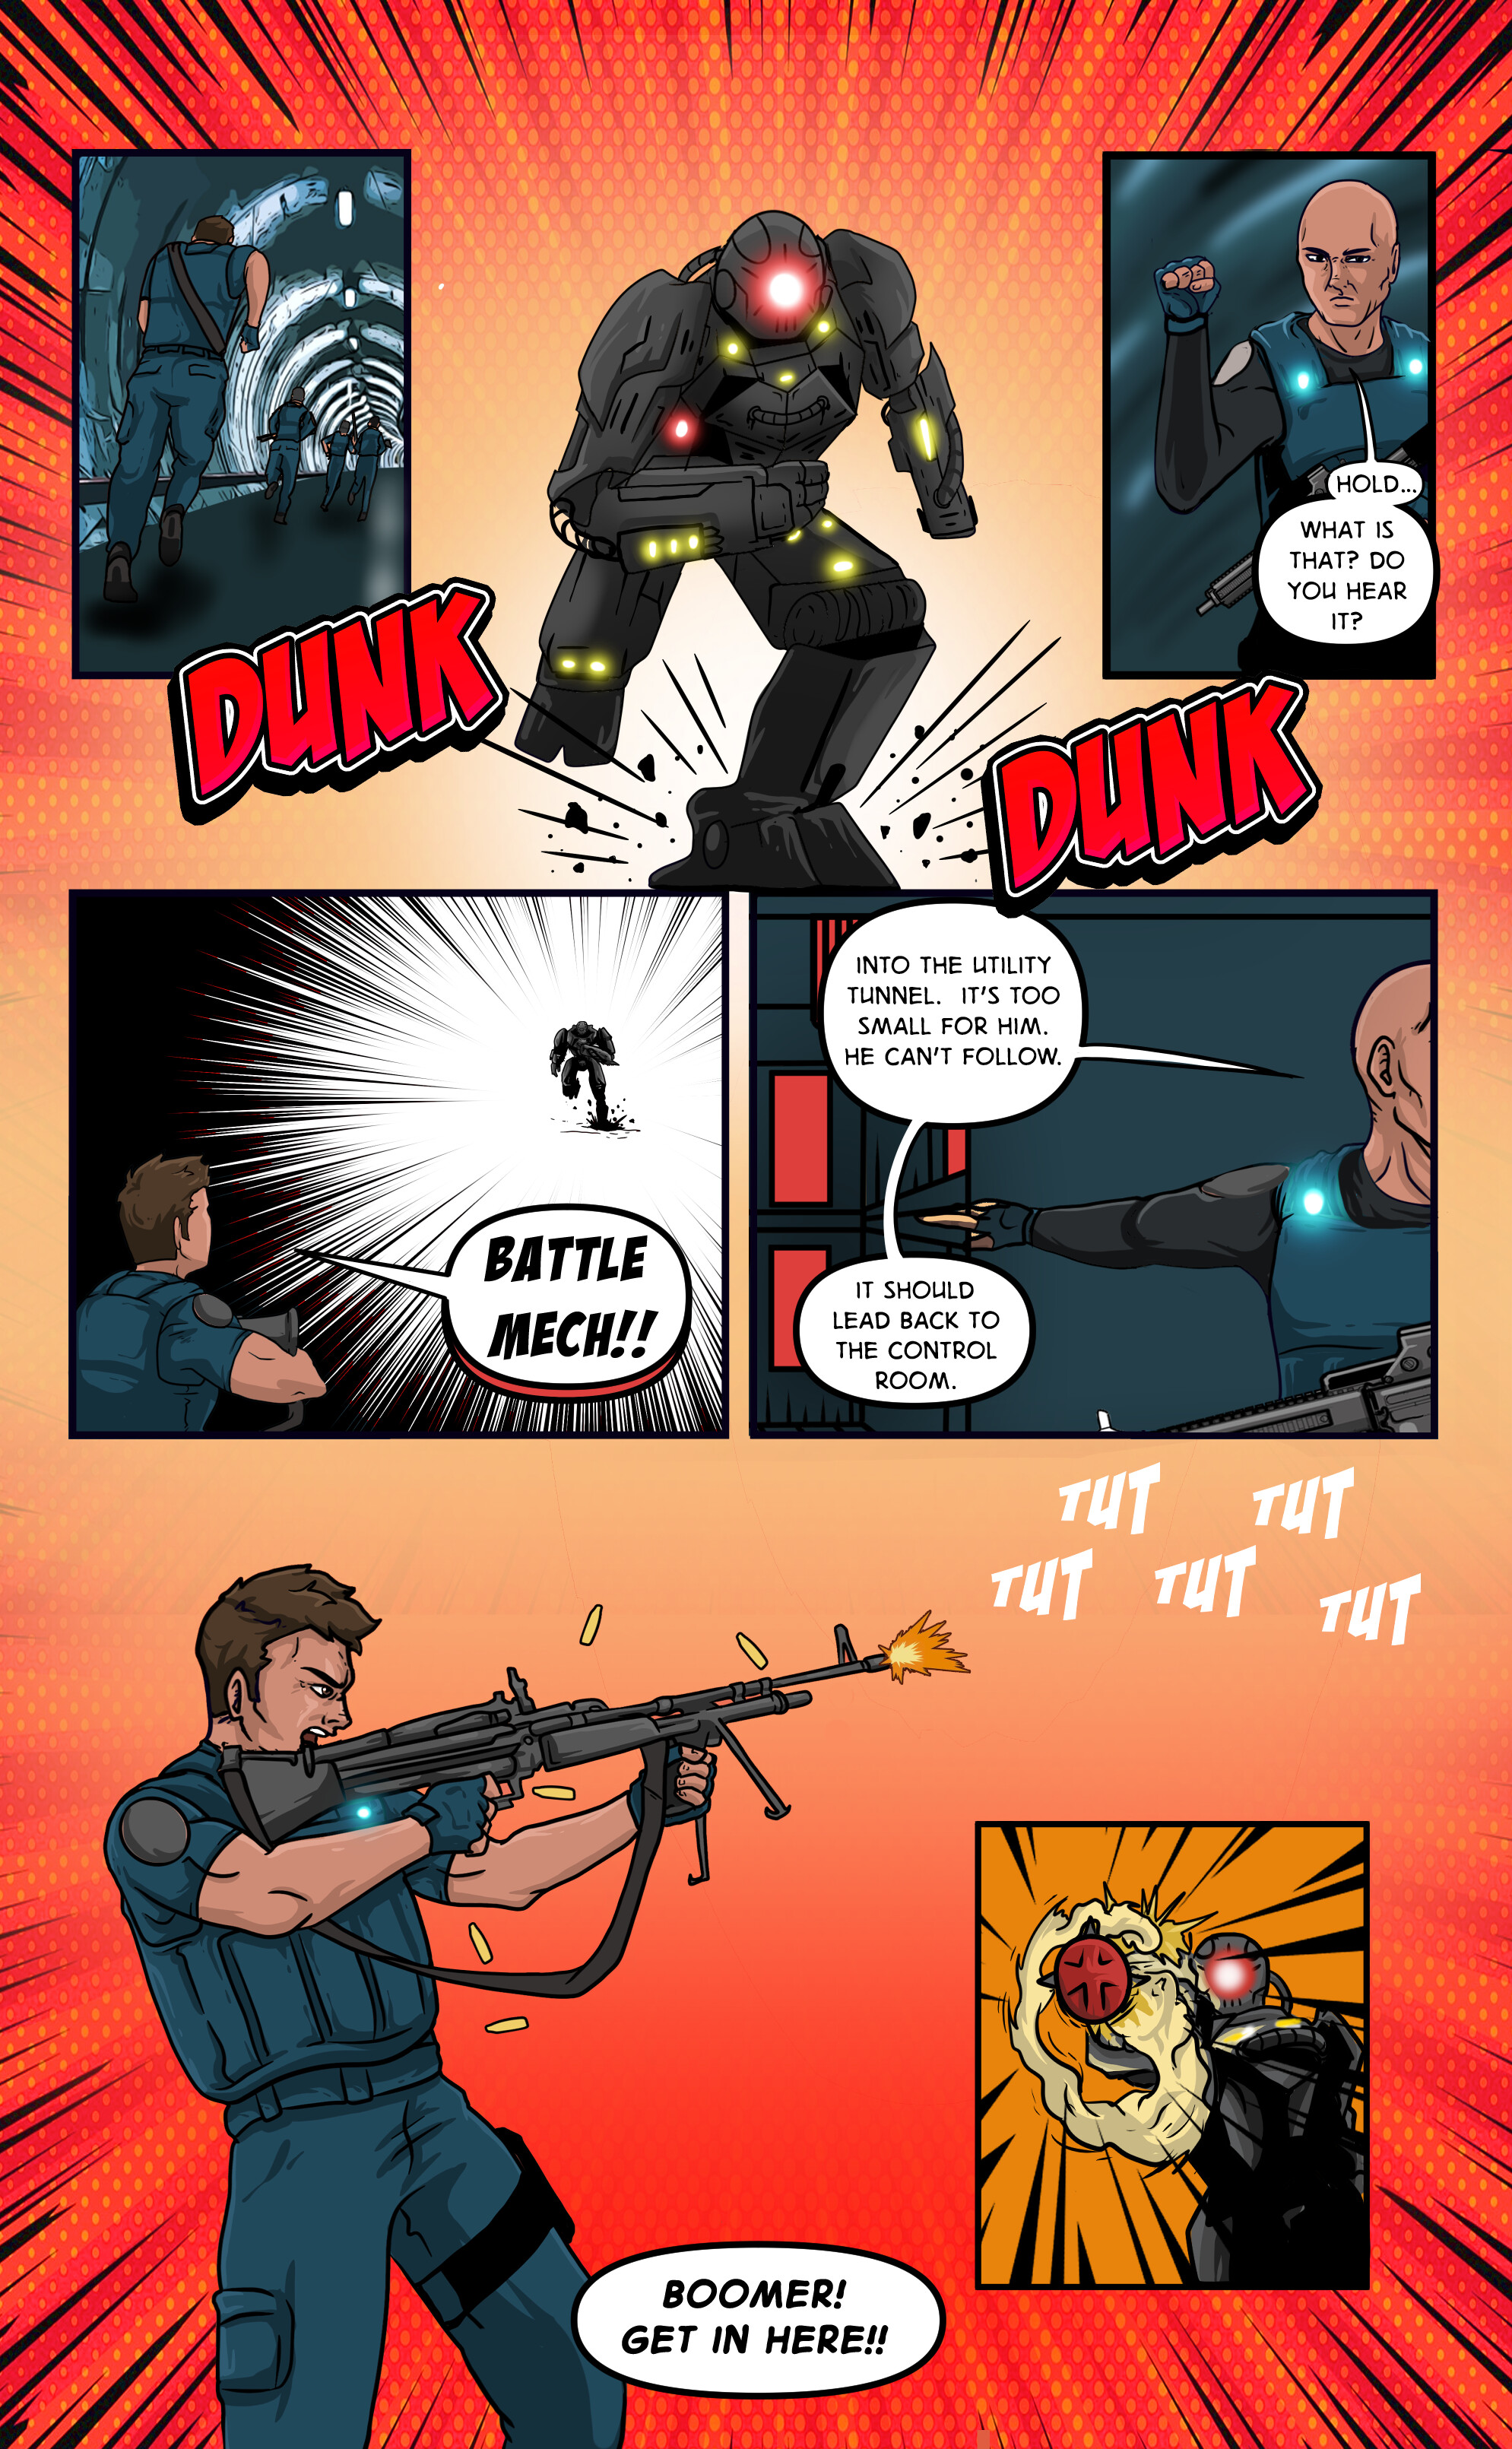 HOLD...
WHAT IS
THAT? DO
YOU HEAR
IT?
DUNK
DUNK
BATTLE
MECH!!
INTO THE UTILITY
TUNNEL. IT'S TOO
SMALL FOR HIM.
HE CAN'T FOLLOW.
IT SHOULD
LEAD BACK TO
THE CONTROL
ROOM.
TUT TUT
TUT TUT TUT
BOOMER!
GET IN HERE!!